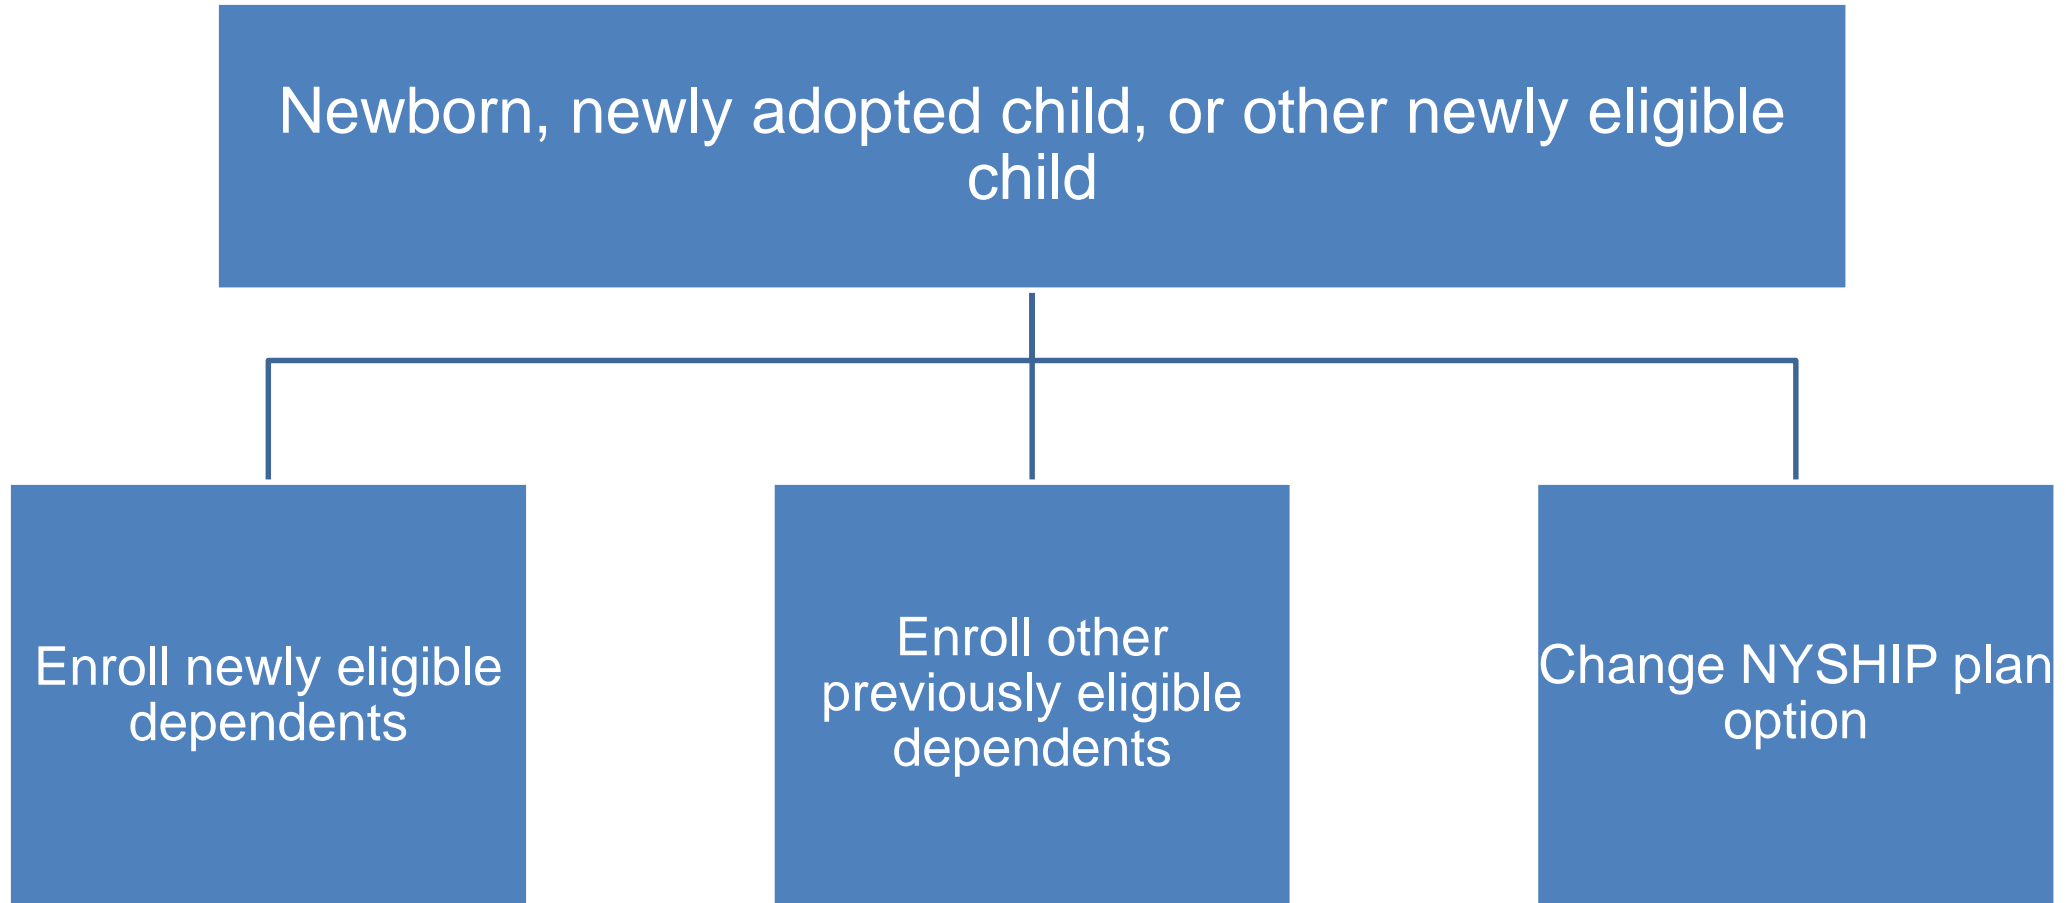 Newborn, newly adopted child, or other newly eligible
child
Enroll newly eligible
dependents
Enroll other
previously eligible
dependents
Change NYSHIP plan
option